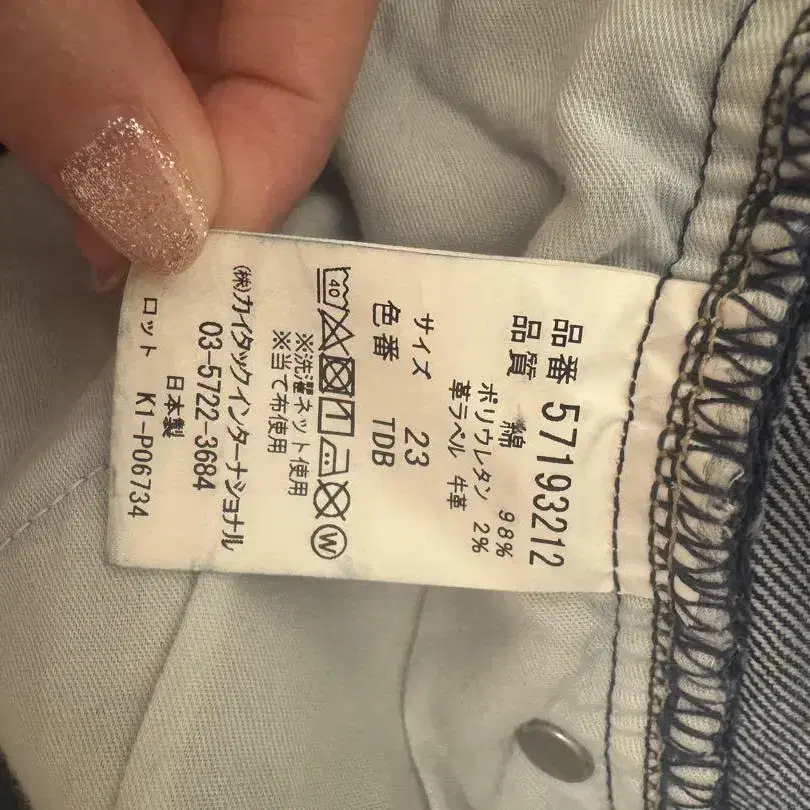 品番 57193212
品質 綿 98%
ポリウレタン 2%
革ラベル 牛革
サイズ 23
色番 TDB
40
W
※洗濯ネット使用
※当て布使用
(株)カイタックインターナショナル
03-5722-3684
日本製
ロット K1-P06734